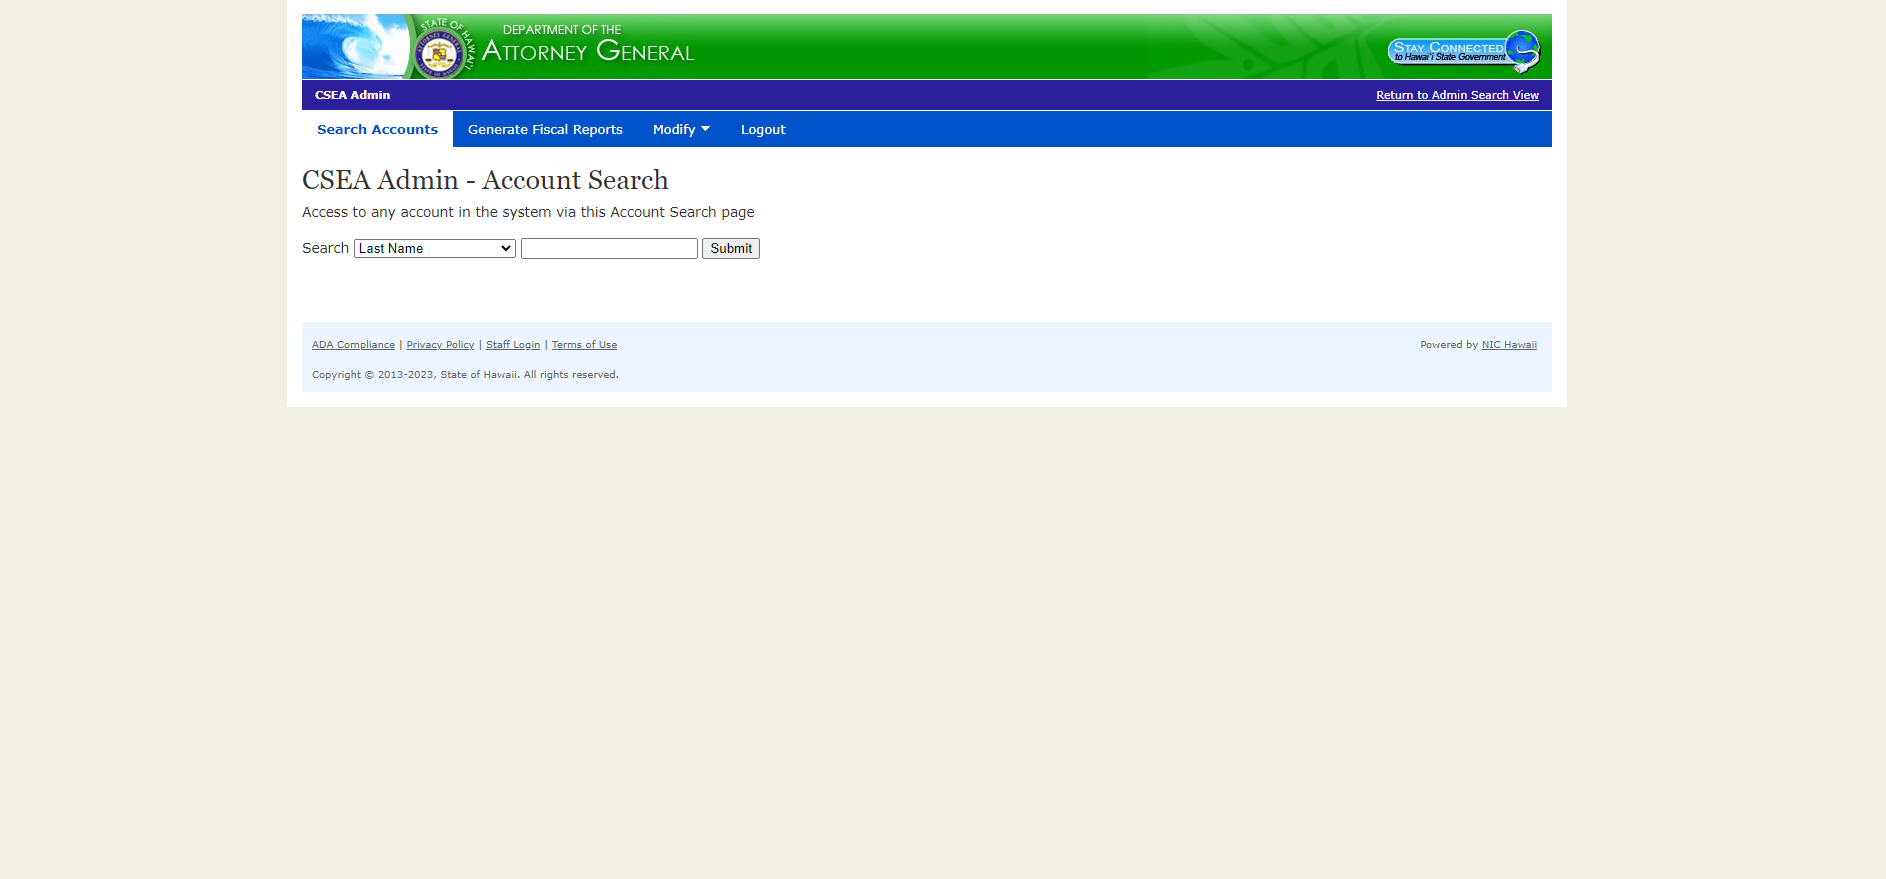 DEPARTMENT OF THE
ATTORNEY GENERAL
STATE OF HAWAI'I
STAY CONNECTED
to Hawai'i State Government
CSEA Admin
Return to Admin Search View
Search Accounts
Generate Fiscal Reports
Modify
Logout
CSEA Admin - Account Search
Access to any account in the system via this Account Search page
Search Last Name Submit
ADA Compliance | Privacy Policy | Staff Login | Terms of Use
Powered by NIC Hawaii
Copyright © 2013-2023, State of Hawaii. All rights reserved.